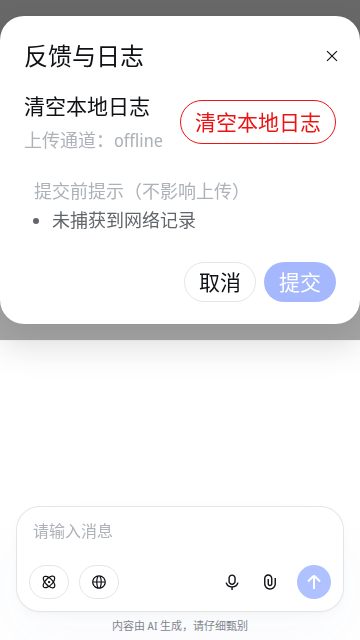 反馈与日志
清空本地日志
上传通道：offline
清空本地日志
提交前提示（不影响上传）
• 未捕获到网络记录
取消
提交
请输入消息
内容由 AI 生成，请仔细甄别